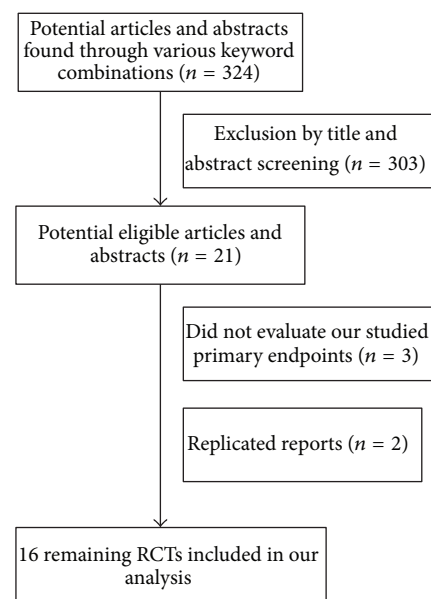 Potential articles and abstracts
found through various keyword
combinations (n = 324)
Exclusion by title and
abstract screening (n = 303)
Potential eligible articles and
abstracts (n = 21)
Did not evaluate our studied
primary endpoints (n = 3)
Replicated reports (n = 2)
16 remaining RCTs included in our
analysis